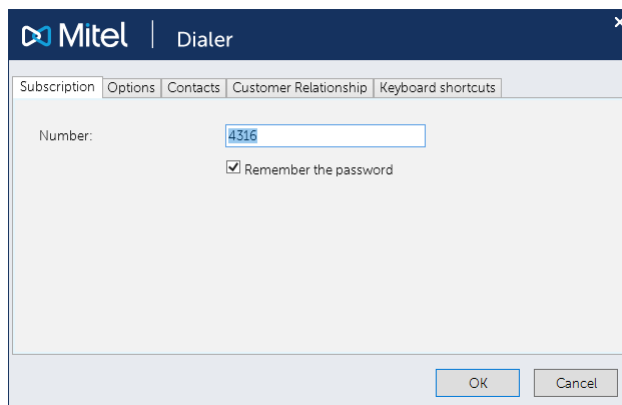 Mitel | Dialer
Subscription Options Contacts Customer Relationship Keyboard shortcuts
Number: 4316
Remember the password
OK Cancel